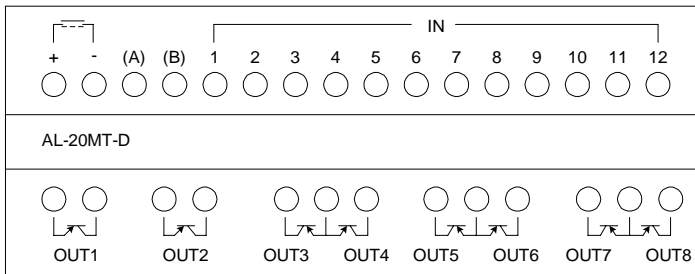 IN
+ - (A) (B) 1 2 3 4 5 6 7 8 9 10 11 12
AL-20MT-D
OUT1 OUT2 OUT3 OUT4 OUT5 OUT6 OUT7 OUT8